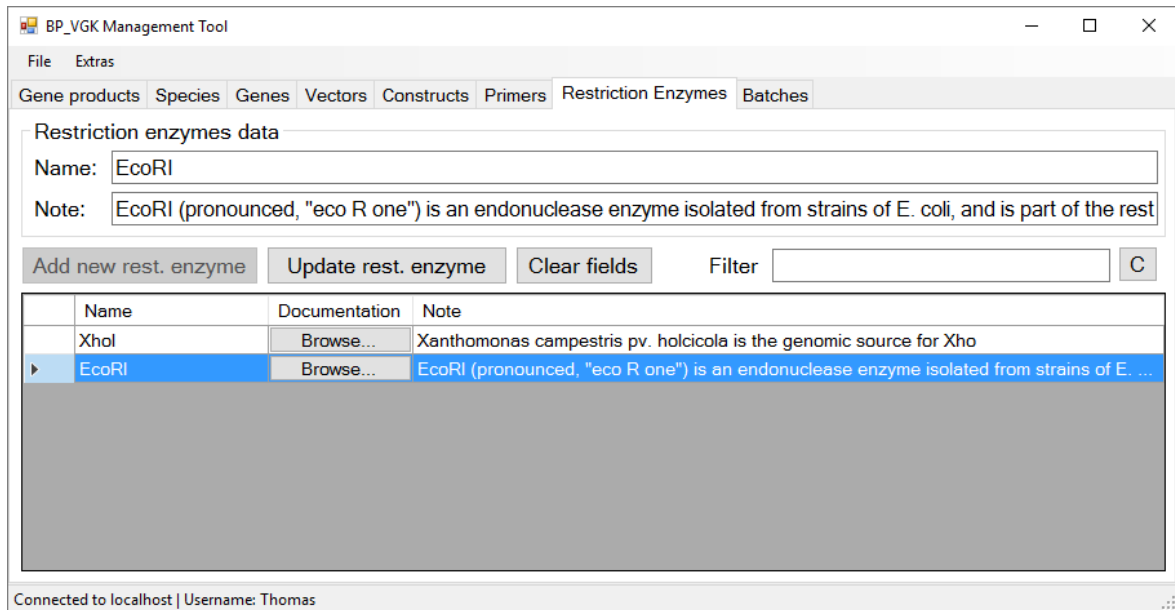 BP_VGK Management Tool
File Extras
Gene products Species Genes Vectors Constructs Primers Restriction Enzymes Batches
Restriction enzymes data
Name: EcoRI
Note: EcoRI (pronounced, "eco R one") is an endonuclease enzyme isolated from strains of E. coli, and is part of the rest
Add new rest. enzyme Update rest. enzyme Clear fields Filter C
Name Documentation Note
XhoI Browse... Xanthomonas campestris pv. holcicola is the genomic source for Xho
EcoRI Browse... EcoRI (pronounced, "eco R one") is an endonuclease enzyme isolated from strains of E. ...
Connected to localhost | Username: Thomas